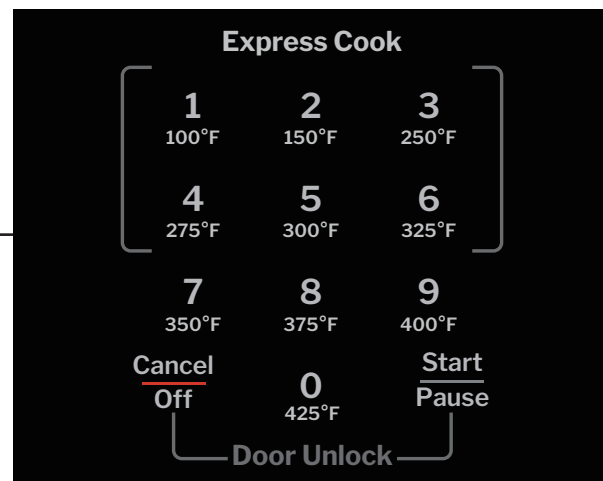 Express Cook
1 2 3
100°F 150°F 250°F
4 5 6
275°F 300°F 325°F
7 8 9
350°F 375°F 400°F
Cancel Start
Off 0 Pause
425°F
Door Unlock